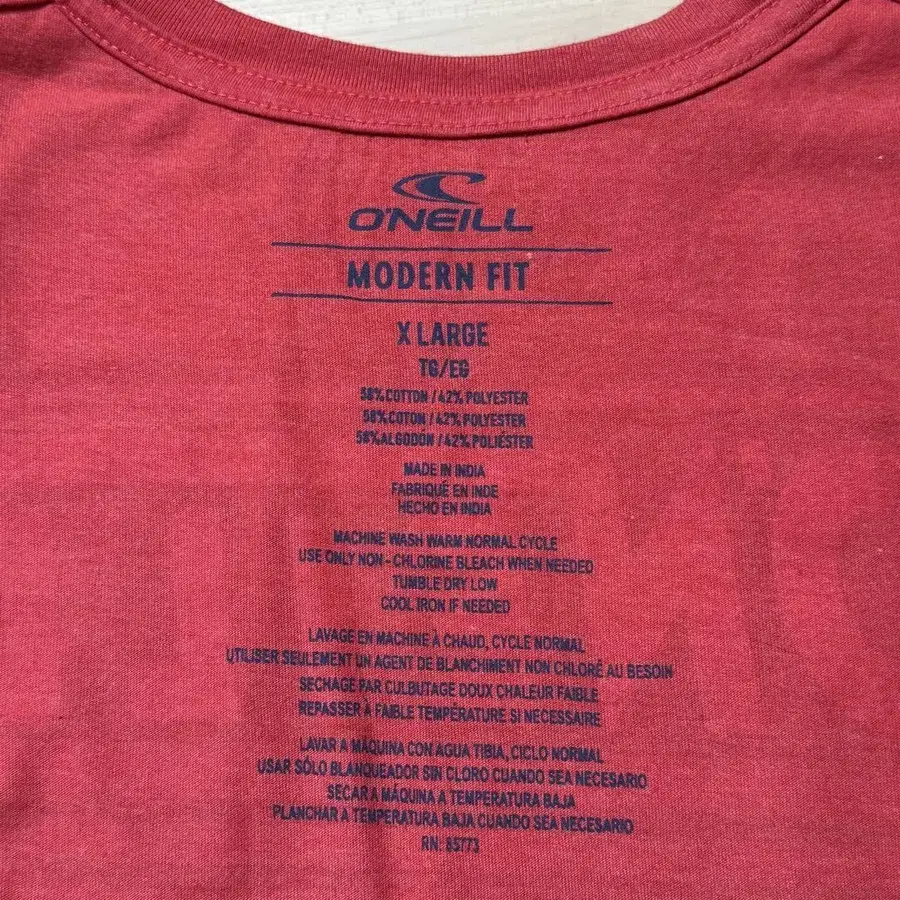 O'NEILL
MODERN FIT
X LARGE
TG/EG
58% COTTON / 42% POLYESTER
58% COTON / 42% POLYESTER
58% ALGODÓN / 42% POLIÉSTER
MADE IN INDIA
FABRIQUÉ EN INDE
HECHO EN INDIA
MACHINE WASH WARM NORMAL CYCLE
USE ONLY NON - CHLORINE BLEACH WHEN NEEDED
TUMBLE DRY LOW
COOL IRON IF NEEDED
LAVAGE EN MACHINE À CHAUD, CYCLE NORMAL
UTILISER SEULEMENT UN AGENT DE BLANCHIMENT NON CHLORÉ AU BESOIN
SECHAGE PAR CULBUTAGE DOUX CHALEUR FAIBLE
REPASSER À FAIBLE TEMPÉRATURE SI NECESSAIRE
LAVAR A MÁQUINA CON AGUA TIBIA, CICLO NORMAL
USAR SÓLO BLANQUEADOR SIN CLORO CUANDO SEA NECESARIO
SECAR A MÁQUINA A TEMPERATURA BAJA
PLANCHAR A TEMPERATURA BAJA CUANDO SEA NECESARIO
RN: 85773